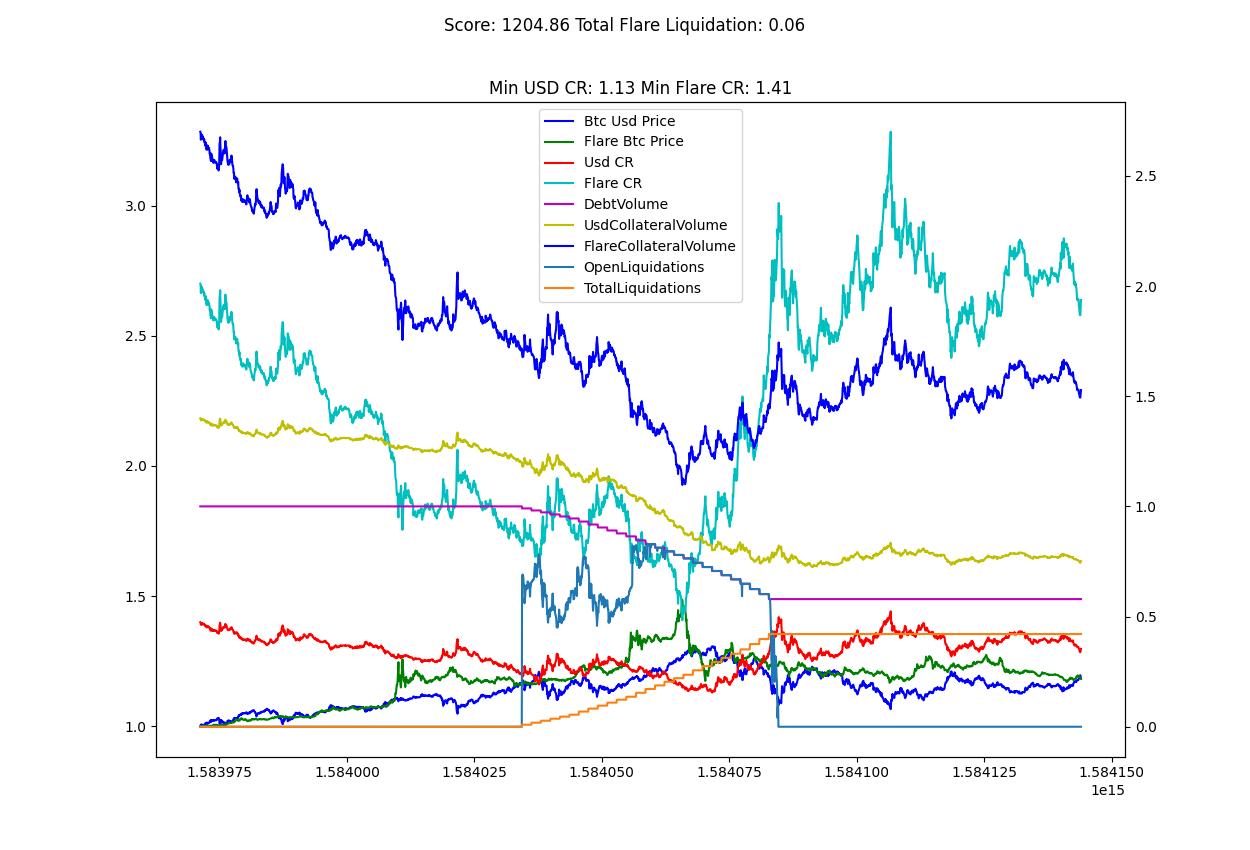 Score: 1204.86 Total Flare Liquidation: 0.06
Min USD CR: 1.13 Min Flare CR: 1.41
Btc Usd Price
Flare Btc Price
Usd CR
Flare CR
DebtVolume
UsdCollateralVolume
FlareCollateralVolume
OpenLiquidations
TotalLiquidations
3.0
2.5
2.0
1.5
1.0
2.5
2.0
1.5
1.0
0.5
0.0
1.583975 1.584000 1.584025 1.584050 1.584075 1.584100 1.584125 1.584150
1e15